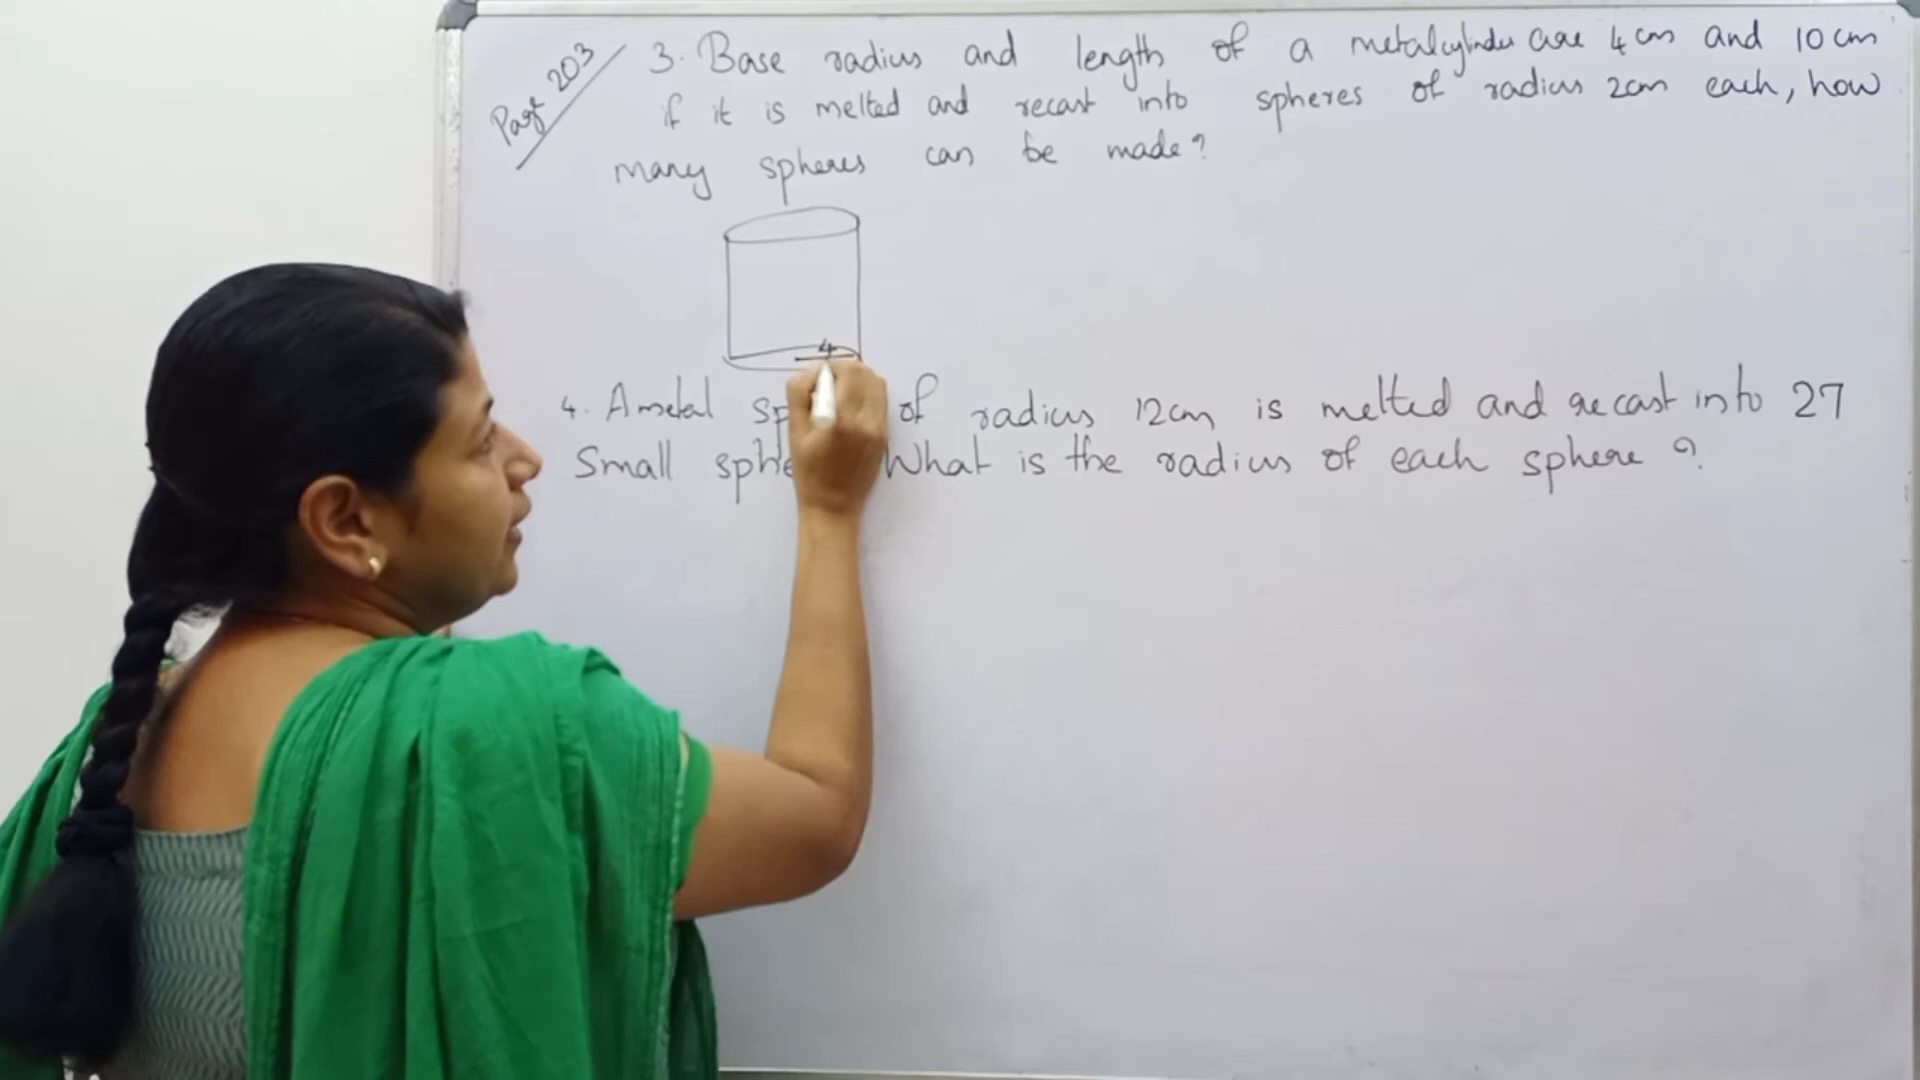 Page 203
3. Base radius and length of a metal cylinder are 4 cm and 10 cm
if it is melted and recast into spheres of radius 2cm each, how
many spheres can be made?
4
4. A metal sp of radius 12cm is melted and recast into 27
Small sphe What is the radius of each sphere ?